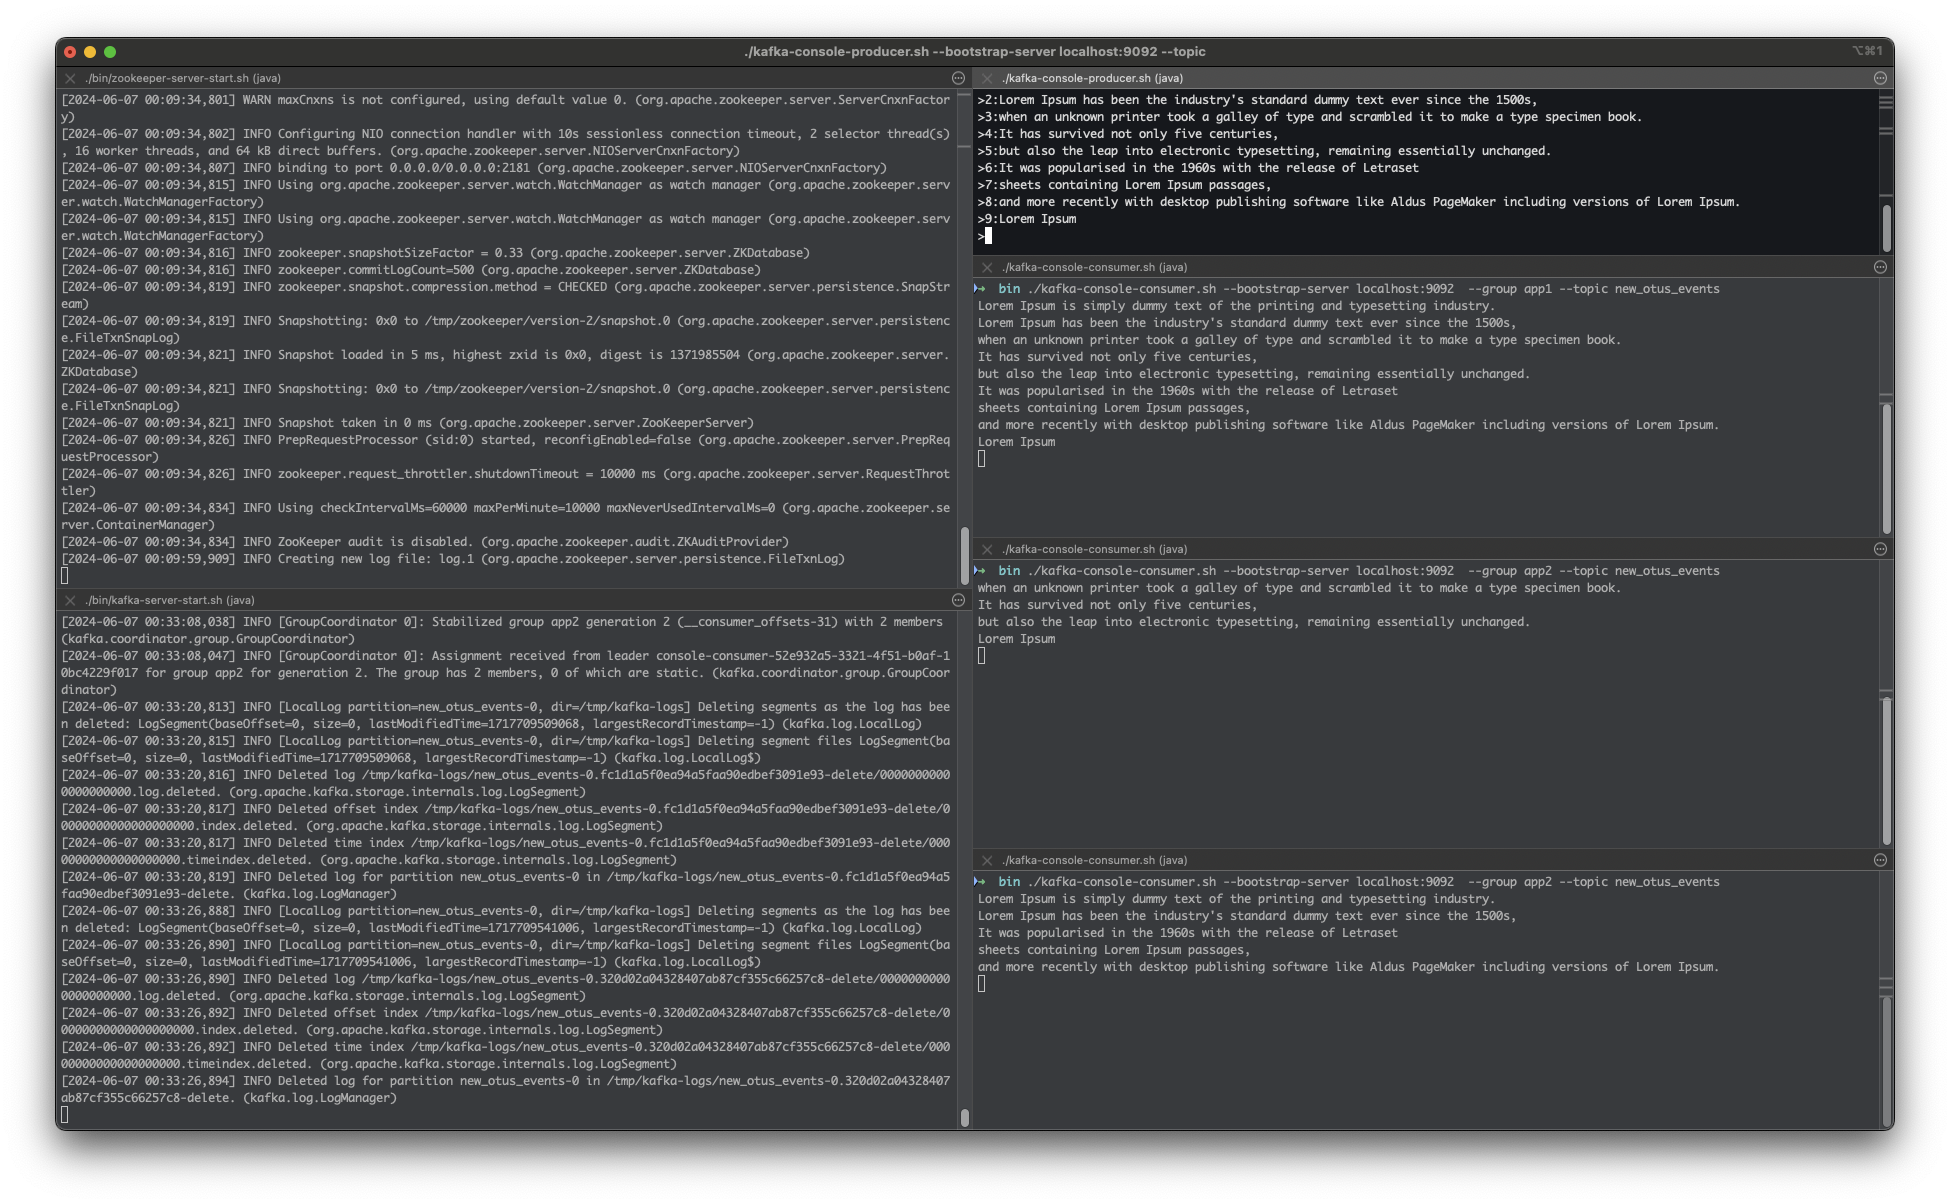 ./kafka-console-producer.sh --bootstrap-server localhost:9092 --topic
⌥⌘1
./bin/zookeeper-server-start.sh (java)
[2024-06-07 00:09:34,801] WARN maxCnxns is not configured, using default value 0. (org.apache.zookeeper.server.ServerCnxnFactor
y)
[2024-06-07 00:09:34,802] INFO Configuring NIO connection handler with 10s sessionless connection timeout, 2 selector thread(s)
, 16 worker threads, and 64 kB direct buffers. (org.apache.zookeeper.server.NIOServerCnxnFactory)
[2024-06-07 00:09:34,807] INFO binding to port 0.0.0.0/0.0.0.0:2181 (org.apache.zookeeper.server.NIOServerCnxnFactory)
[2024-06-07 00:09:34,815] INFO Using org.apache.zookeeper.server.watch.WatchManager as watch manager (org.apache.zookeeper.serv
er.watch.WatchManagerFactory)
[2024-06-07 00:09:34,815] INFO Using org.apache.zookeeper.server.watch.WatchManager as watch manager (org.apache.zookeeper.serv
er.watch.WatchManagerFactory)
[2024-06-07 00:09:34,816] INFO zookeeper.snapshotSizeFactor = 0.33 (org.apache.zookeeper.server.ZKDatabase)
[2024-06-07 00:09:34,816] INFO zookeeper.commitLogCount=500 (org.apache.zookeeper.server.ZKDatabase)
[2024-06-07 00:09:34,819] INFO zookeeper.snapshot.compression.method = CHECKED (org.apache.zookeeper.server.persistence.SnapStr
eam)
[2024-06-07 00:09:34,819] INFO Snapshotting: 0x0 to /tmp/zookeeper/version-2/snapshot.0 (org.apache.zookeeper.server.persistenc
e.FileTxnSnapLog)
[2024-06-07 00:09:34,821] INFO Snapshot loaded in 5 ms, highest zxid is 0x0, digest is 1371985504 (org.apache.zookeeper.server.
ZKDatabase)
[2024-06-07 00:09:34,821] INFO Snapshotting: 0x0 to /tmp/zookeeper/version-2/snapshot.0 (org.apache.zookeeper.server.persistenc
e.FileTxnSnapLog)
[2024-06-07 00:09:34,821] INFO Snapshot taken in 0 ms (org.apache.zookeeper.server.ZooKeeperServer)
[2024-06-07 00:09:34,826] INFO PrepRequestProcessor (sid:0) started, reconfigEnabled=false (org.apache.zookeeper.server.PrepReq
uestProcessor)
[2024-06-07 00:09:34,826] INFO zookeeper.request_throttler.shutdownTimeout = 10000 ms (org.apache.zookeeper.server.RequestThrot
tler)
[2024-06-07 00:09:34,834] INFO Using checkIntervalMs=60000 maxPerMinute=10000 maxNeverUsedIntervalMs=0 (org.apache.zookeeper.se
rver.ContainerManager)
[2024-06-07 00:09:34,834] INFO ZooKeeper audit is disabled. (org.apache.zookeeper.audit.ZKAuditProvider)
[2024-06-07 00:09:59,909] INFO Creating new log file: log.1 (org.apache.zookeeper.server.persistence.FileTxnLog)
./bin/kafka-server-start.sh (java)
[2024-06-07 00:33:08,038] INFO [GroupCoordinator 0]: Stabilized group app2 generation 2 (__consumer_offsets-31) with 2 members
(kafka.coordinator.group.GroupCoordinator)
[2024-06-07 00:33:08,047] INFO [GroupCoordinator 0]: Assignment received from leader console-consumer-52e932a5-3321-4f51-b0af-1
0bc4229f017 for group app2 for generation 2. The group has 2 members, 0 of which are static. (kafka.coordinator.group.GroupCoor
dinator)
[2024-06-07 00:33:20,813] INFO [LocalLog partition=new_otus_events-0, dir=/tmp/kafka-logs] Deleting segments as the log has bee
n deleted: LogSegment(baseOffset=0, size=0, lastModifiedTime=1717709509068, largestRecordTimestamp=-1) (kafka.log.LocalLog)
[2024-06-07 00:33:20,815] INFO [LocalLog partition=new_otus_events-0, dir=/tmp/kafka-logs] Deleting segment files LogSegment(ba
seOffset=0, size=0, lastModifiedTime=1717709509068, largestRecordTimestamp=-1) (kafka.log.LocalLog$)
[2024-06-07 00:33:20,816] INFO Deleted log /tmp/kafka-logs/new_otus_events-0.fc1d1a5f0ea94a5faa90edbef3091e93-delete/0000000000
0000000000.log.deleted. (org.apache.kafka.storage.internals.log.LogSegment)
[2024-06-07 00:33:20,817] INFO Deleted offset index /tmp/kafka-logs/new_otus_events-0.fc1d1a5f0ea94a5faa90edbef3091e93-delete/0
0000000000000000000.index.deleted. (org.apache.kafka.storage.internals.log.LogSegment)
[2024-06-07 00:33:20,817] INFO Deleted time index /tmp/kafka-logs/new_otus_events-0.fc1d1a5f0ea94a5faa90edbef3091e93-delete/000
00000000000000000.timeindex.deleted. (org.apache.kafka.storage.internals.log.LogSegment)
[2024-06-07 00:33:20,819] INFO Deleted log for partition new_otus_events-0 in /tmp/kafka-logs/new_otus_events-0.fc1d1a5f0ea94a5
faa90edbef3091e93-delete. (kafka.log.LogManager)
[2024-06-07 00:33:26,888] INFO [LocalLog partition=new_otus_events-0, dir=/tmp/kafka-logs] Deleting segments as the log has bee
n deleted: LogSegment(baseOffset=0, size=0, lastModifiedTime=1717709541006, largestRecordTimestamp=-1) (kafka.log.LocalLog)
[2024-06-07 00:33:26,890] INFO [LocalLog partition=new_otus_events-0, dir=/tmp/kafka-logs] Deleting segment files LogSegment(ba
seOffset=0, size=0, lastModifiedTime=1717709541006, largestRecordTimestamp=-1) (kafka.log.LocalLog$)
[2024-06-07 00:33:26,890] INFO Deleted log /tmp/kafka-logs/new_otus_events-0.320d02a04328407ab87cf355c66257c8-delete/0000000000
0000000000.log.deleted. (org.apache.kafka.storage.internals.log.LogSegment)
[2024-06-07 00:33:26,892] INFO Deleted offset index /tmp/kafka-logs/new_otus_events-0.320d02a04328407ab87cf355c66257c8-delete/0
0000000000000000000.index.deleted. (org.apache.kafka.storage.internals.log.LogSegment)
[2024-06-07 00:33:26,892] INFO Deleted time index /tmp/kafka-logs/new_otus_events-0.320d02a04328407ab87cf355c66257c8-delete/000
00000000000000000.timeindex.deleted. (org.apache.kafka.storage.internals.log.LogSegment)
[2024-06-07 00:33:26,894] INFO Deleted log for partition new_otus_events-0 in /tmp/kafka-logs/new_otus_events-0.320d02a04328407
ab87cf355c66257c8-delete. (kafka.log.LogManager)
./kafka-console-producer.sh (java)
>2:Lorem Ipsum has been the industry's standard dummy text ever since the 1500s,
>3:when an unknown printer took a galley of type and scrambled it to make a type specimen book.
>4:It has survived not only five centuries,
>5:but also the leap into electronic typesetting, remaining essentially unchanged.
>6:It was popularised in the 1960s with the release of Letraset
>7:sheets containing Lorem Ipsum passages,
>8:and more recently with desktop publishing software like Aldus PageMaker including versions of Lorem Ipsum.
>9:Lorem Ipsum
>
./kafka-console-consumer.sh (java)
➜ bin ./kafka-console-consumer.sh --bootstrap-server localhost:9092  --group app1 --topic new_otus_events
Lorem Ipsum is simply dummy text of the printing and typesetting industry.
Lorem Ipsum has been the industry's standard dummy text ever since the 1500s,
when an unknown printer took a galley of type and scrambled it to make a type specimen book.
It has survived not only five centuries,
but also the leap into electronic typesetting, remaining essentially unchanged.
It was popularised in the 1960s with the release of Letraset
sheets containing Lorem Ipsum passages,
and more recently with desktop publishing software like Aldus PageMaker including versions of Lorem Ipsum.
Lorem Ipsum
./kafka-console-consumer.sh (java)
➜ bin ./kafka-console-consumer.sh --bootstrap-server localhost:9092  --group app2 --topic new_otus_events
when an unknown printer took a galley of type and scrambled it to make a type specimen book.
It has survived not only five centuries,
but also the leap into electronic typesetting, remaining essentially unchanged.
Lorem Ipsum
./kafka-console-consumer.sh (java)
➜ bin ./kafka-console-consumer.sh --bootstrap-server localhost:9092  --group app2 --topic new_otus_events
Lorem Ipsum is simply dummy text of the printing and typesetting industry.
Lorem Ipsum has been the industry's standard dummy text ever since the 1500s,
It was popularised in the 1960s with the release of Letraset
sheets containing Lorem Ipsum passages,
and more recently with desktop publishing software like Aldus PageMaker including versions of Lorem Ipsum.